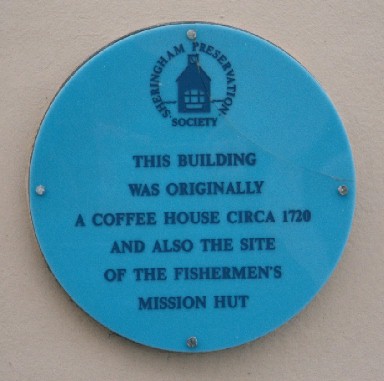 SHERINGHAM PRESERVATION
SOCIETY
THIS BUILDING
WAS ORIGINALLY
A COFFEE HOUSE CIRCA 1720
AND ALSO THE SITE
OF THE FISHERMEN'S
MISSION HUT